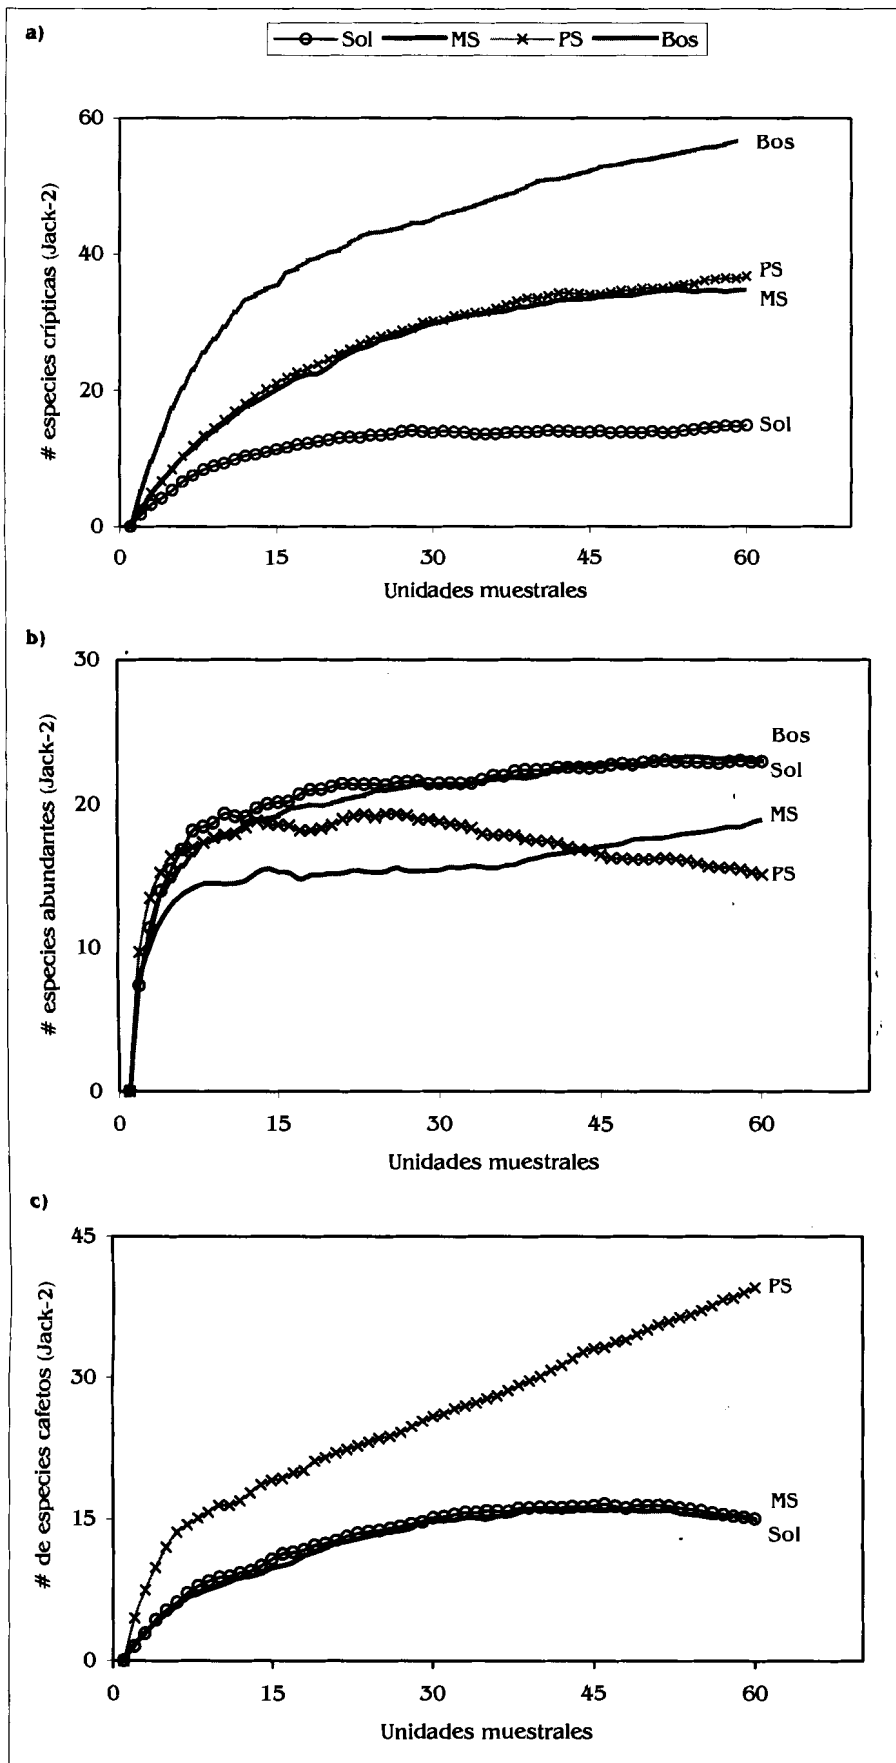 a)
Sol MS PS Bos
60
40
20
0
0 15 30 45 60
# especies crípticas (Jack-2)
Unidades muestrales
Bos
PS
MS
Sol
b)
30
20
10
0
0 15 30 45 60
# especies abundantes (Jack-2)
Unidades muestrales
Bos
Sol
MS
PS
c)
45
30
15
0
0 15 30 45 60
# de especies cafetos (Jack-2)
Unidades muestrales
PS
MS
Sol